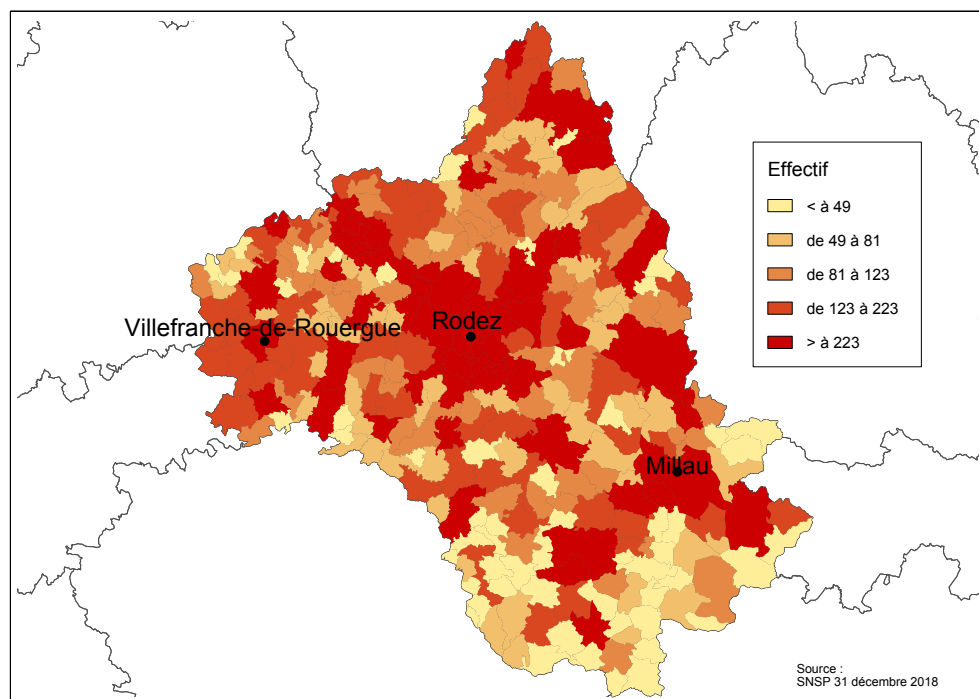 Effectif
< à 49
de 49 à 81
de 81 à 123
de 123 à 223
> à 223
Villefranche-de-Rouergue
Rodez
Millau
Source :
SNSP 31 décembre 2018